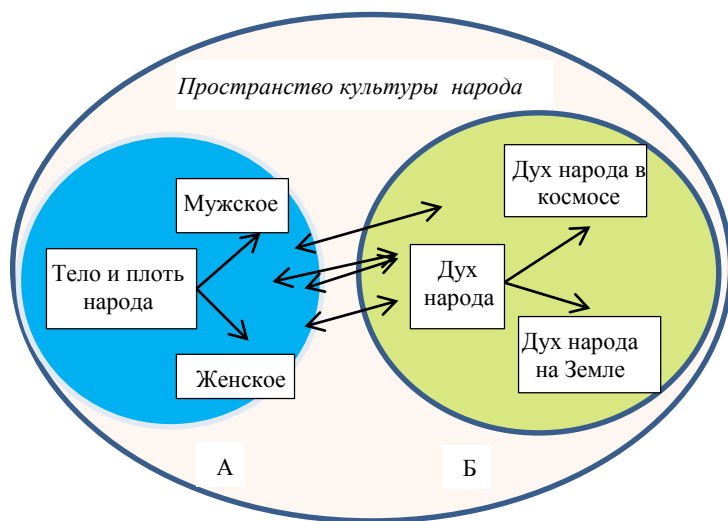 Пространство культуры народа
Мужское
Тело и плоть
народа
Женское
Дух
народа
Дух народа в
космосе
Дух народа
на Земле
А
Б